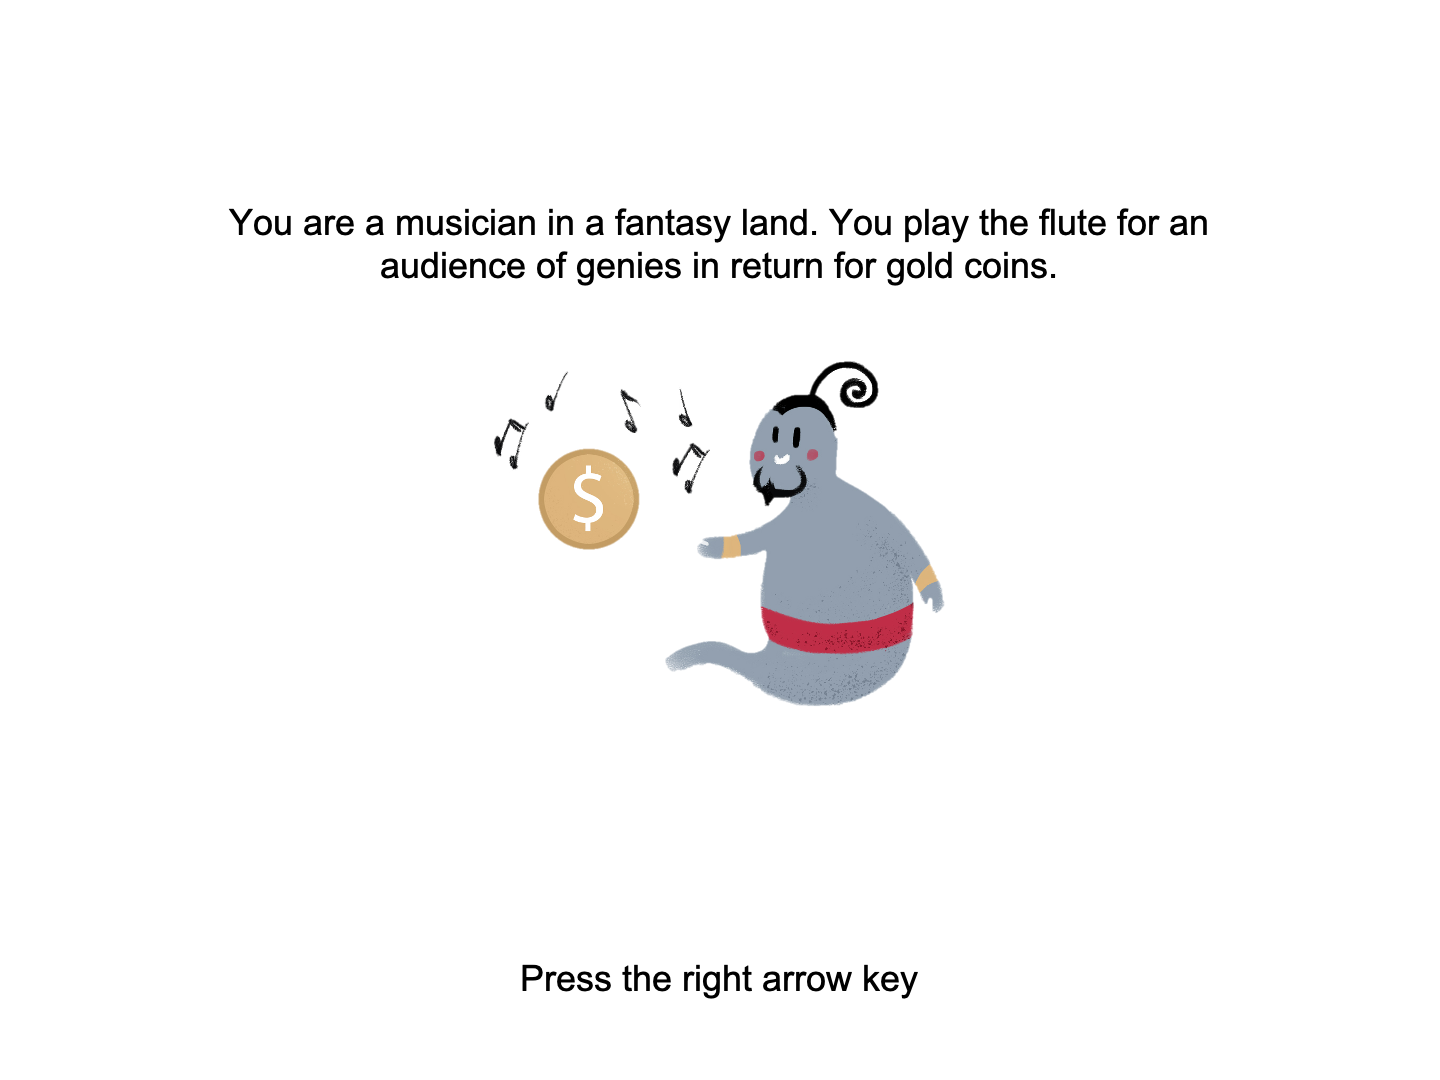 You are a musician in a fantasy land. You play the flute for an
audience of genies in return for gold coins.
$
Press the right arrow key